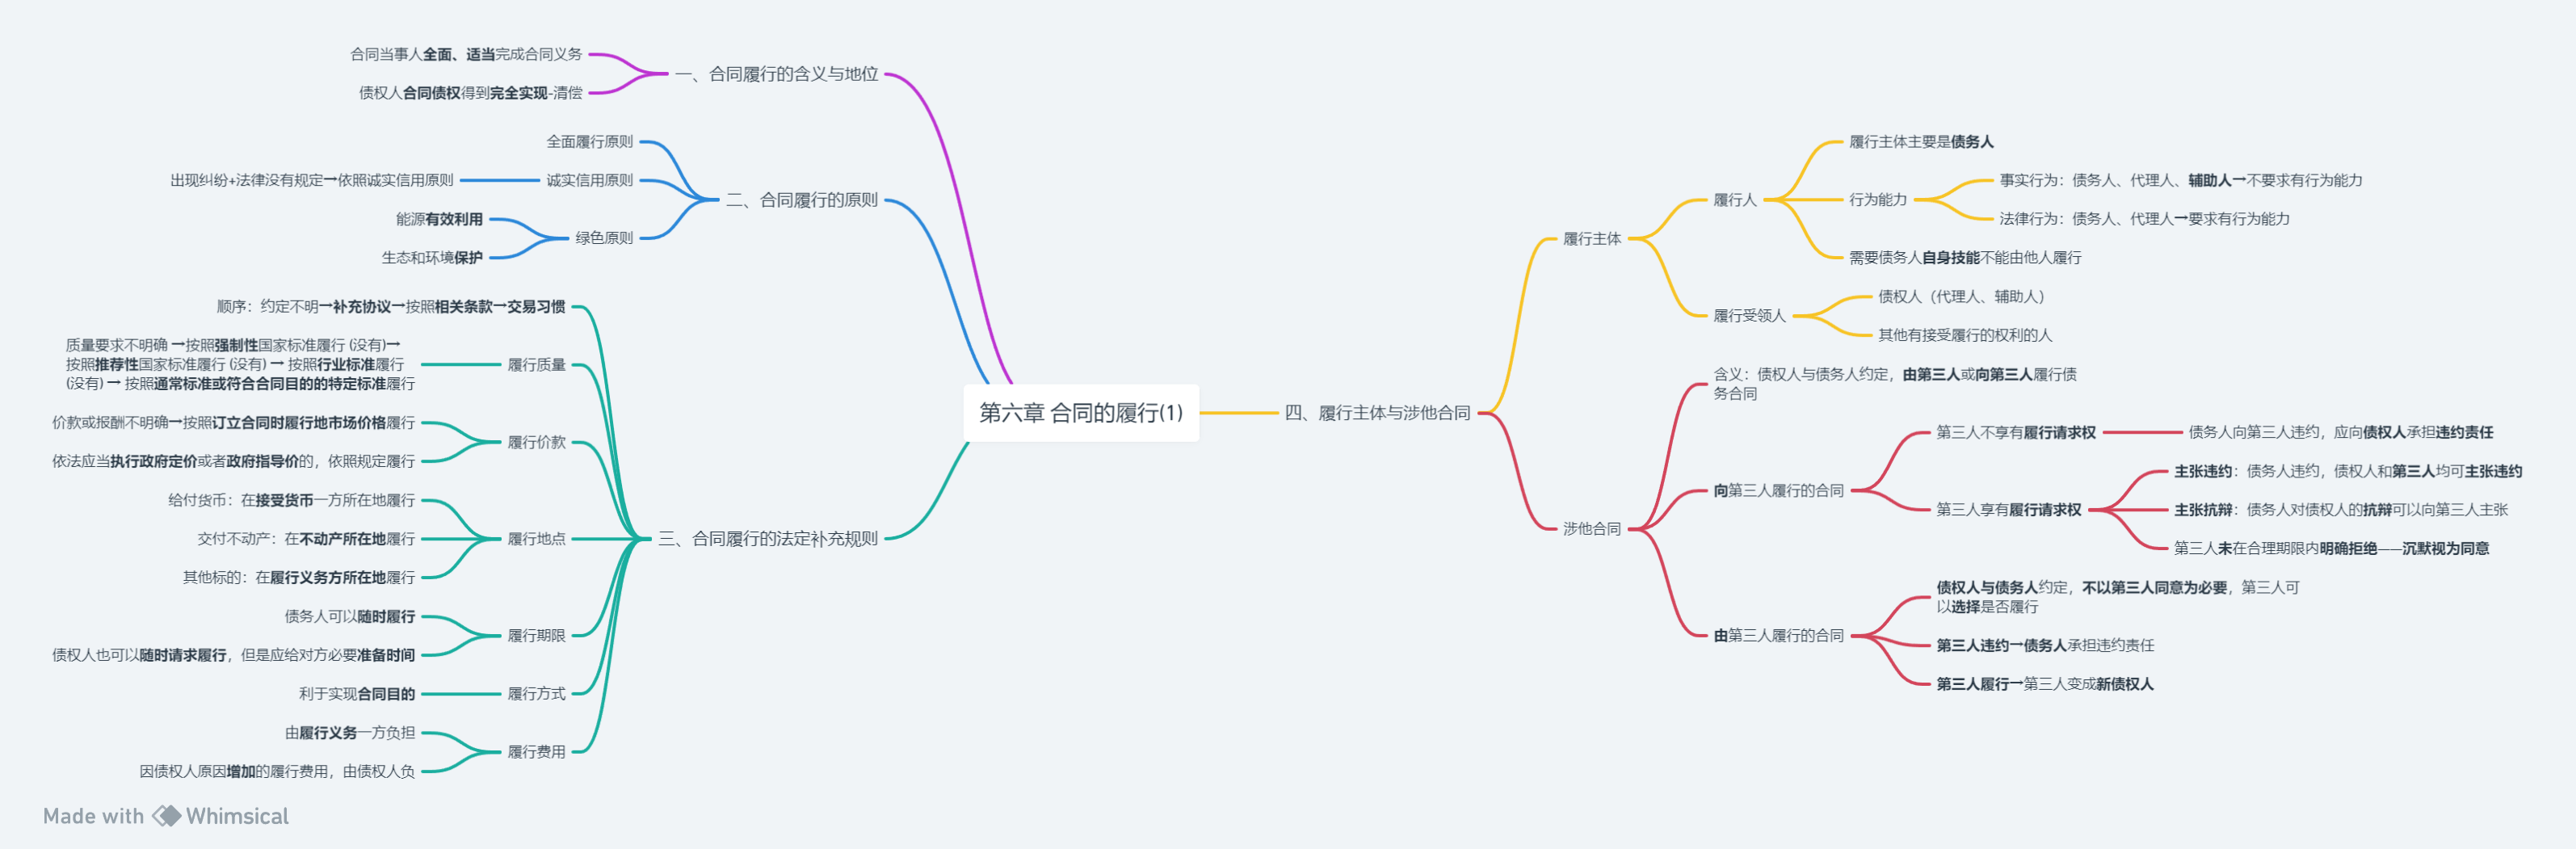 第六章 合同的履行(1)
一、合同履行的含义与地位
合同当事人全面、适当完成合同义务
债权人合同债权得到完全实现-清偿
二、合同履行的原则
全面履行原则
诚实信用原则
出现纠纷+法律没有规定→依照诚实信用原则
绿色原则
能源有效利用
生态和环境保护
三、合同履行的法定补充规则
顺序：约定不明→补充协议→按照相关条款→交易习惯
履行质量
质量要求不明确 →按照强制性国家标准履行 (没有)→
按照推荐性国家标准履行 (没有) → 按照行业标准履行
(没有) → 按照通常标准或符合合同目的的特定标准履行
履行价款
价款或报酬不明确→按照订立合同时履行地市场价格履行
依法应当执行政府定价或者政府指导价的，依照规定履行
履行地点
给付货币：在接受货币一方所在地履行
交付不动产：在不动产所在地履行
其他标的：在履行义务方所在地履行
履行期限
债务人可以随时履行
债权人也可以随时请求履行，但是应给对方必要准备时间
履行方式
利于实现合同目的
履行费用
由履行义务一方负担
因债权人原因增加的履行费用，由债权人负
四、履行主体与涉他合同
履行主体
履行人
履行主体主要是债务人
行为能力
事实行为：债务人、代理人、辅助人→不要求有行为能力
法律行为：债务人、代理人→要求有行为能力
需要债务人自身技能不能由他人履行
履行受领人
债权人（代理人、辅助人）
其他有接受履行的权利的人
涉他合同
含义：债权人与债务人约定，由第三人或向第三人履行债
务合同
向第三人履行的合同
第三人不享有履行请求权
债务人向第三人违约，应向债权人承担违约责任
第三人享有履行请求权
主张违约：债务人违约，债权人和第三人均可主张违约
主张抗辩：债务人对债权人的抗辩可以向第三人主张
第三人未在合理期限内明确拒绝——沉默视为同意
由第三人履行的合同
债权人与债务人约定，不以第三人同意为必要，第三人可
以选择是否履行
第三人违约→债务人承担违约责任
第三人履行→第三人变成新债权人
Made with Whimsical